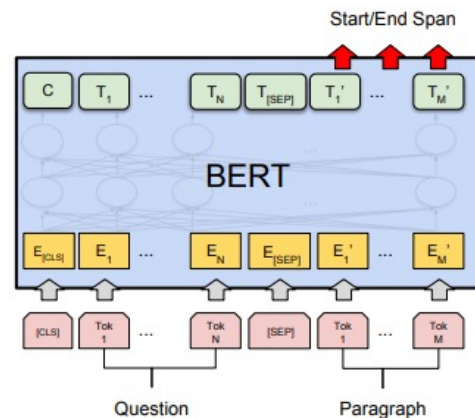 Start/End Span
C T1 ... TN T[SEP] T1' ... TM'
...
BERT
...
E[CLS] E1 ... EN E[SEP] E1' ... EM'
[CLS] Tok 1 ... Tok N [SEP] Tok 1 ... Tok M
Question Paragraph